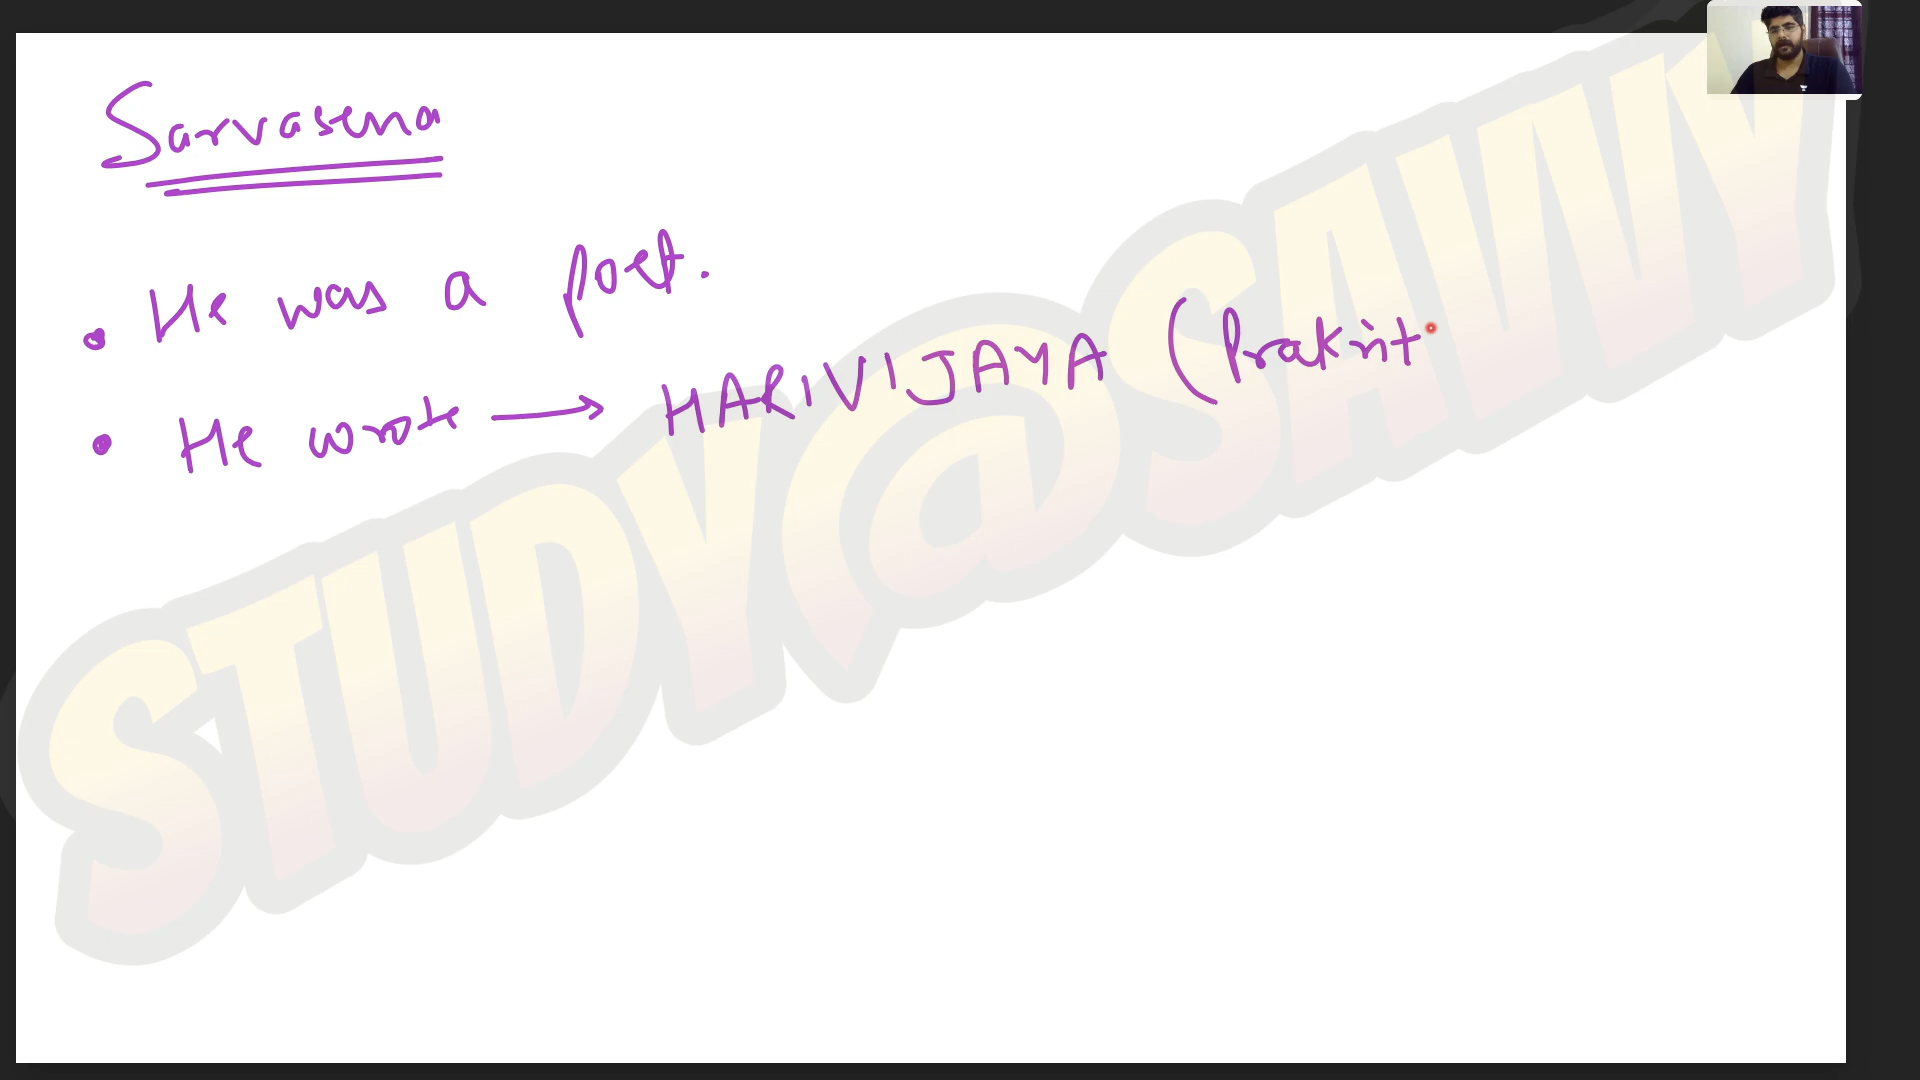 Sarvasena
• He was a poet.
• He wrote → HARIVIJAYA (Prakrit
STUDY@SAVVY